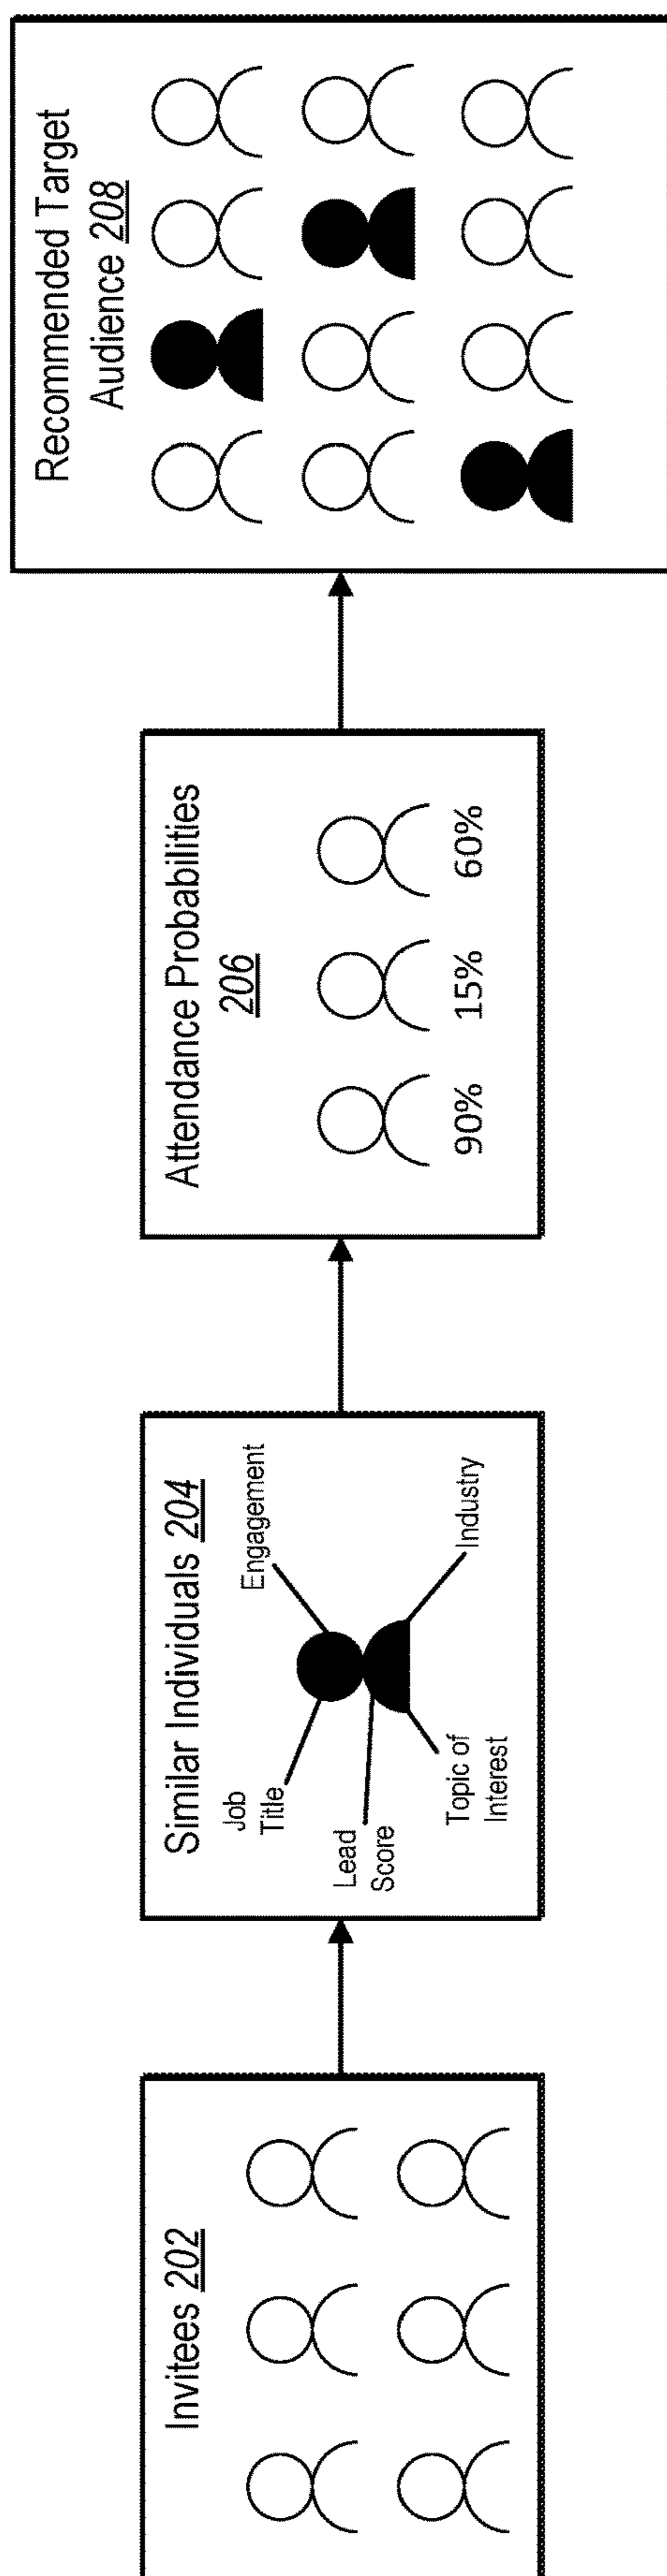 Invitees 202
Similar Individuals 204
Job
Title
Engagement
Lead
Score
Topic of
Interest
Industry
Attendance Probabilities
206
90%
15%
60%
Recommended Target
Audience 208